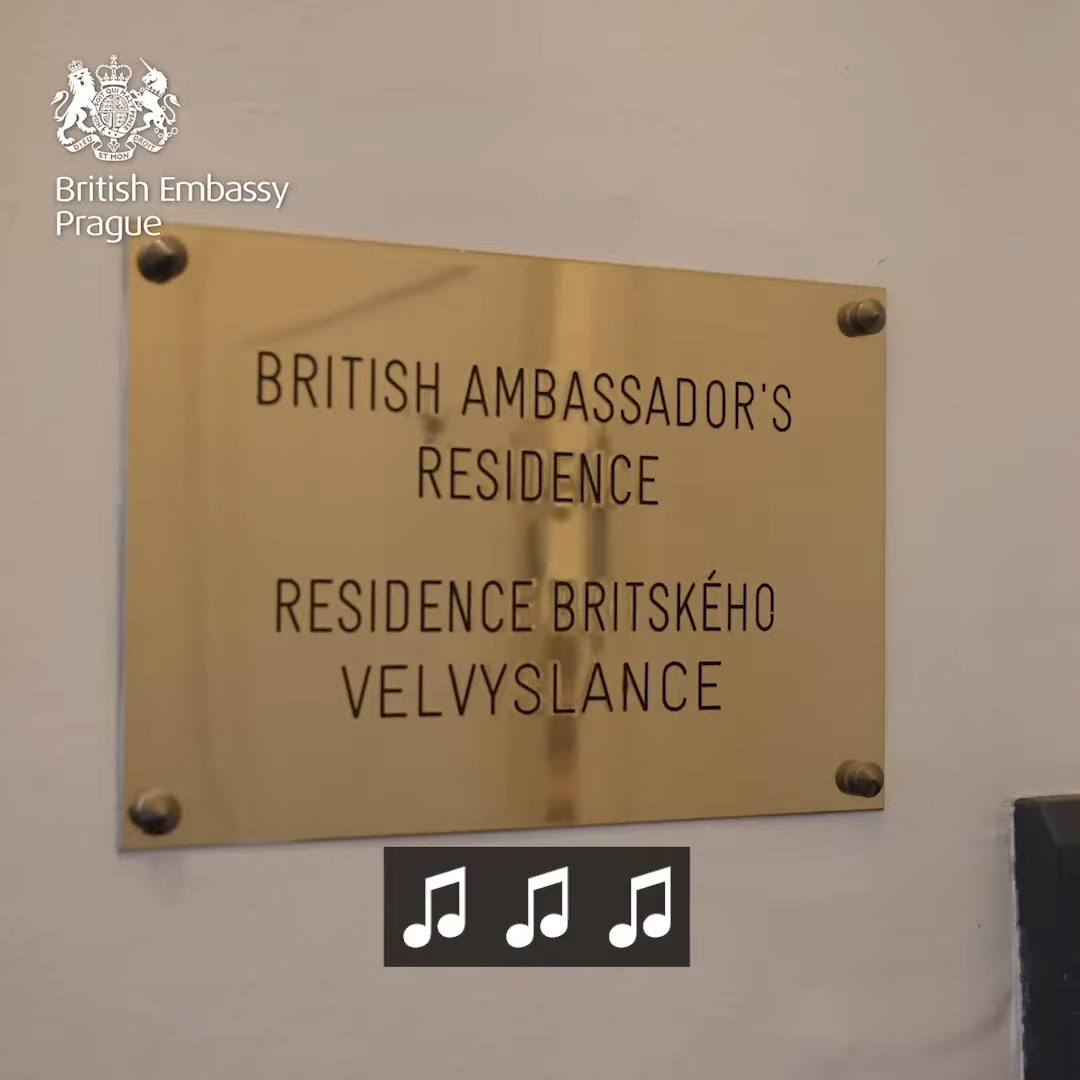 British Embassy
Prague
BRITISH AMBASSADOR'S
RESIDENCE
RESIDENCE BRITSKÉHO
VELVYSLANCE